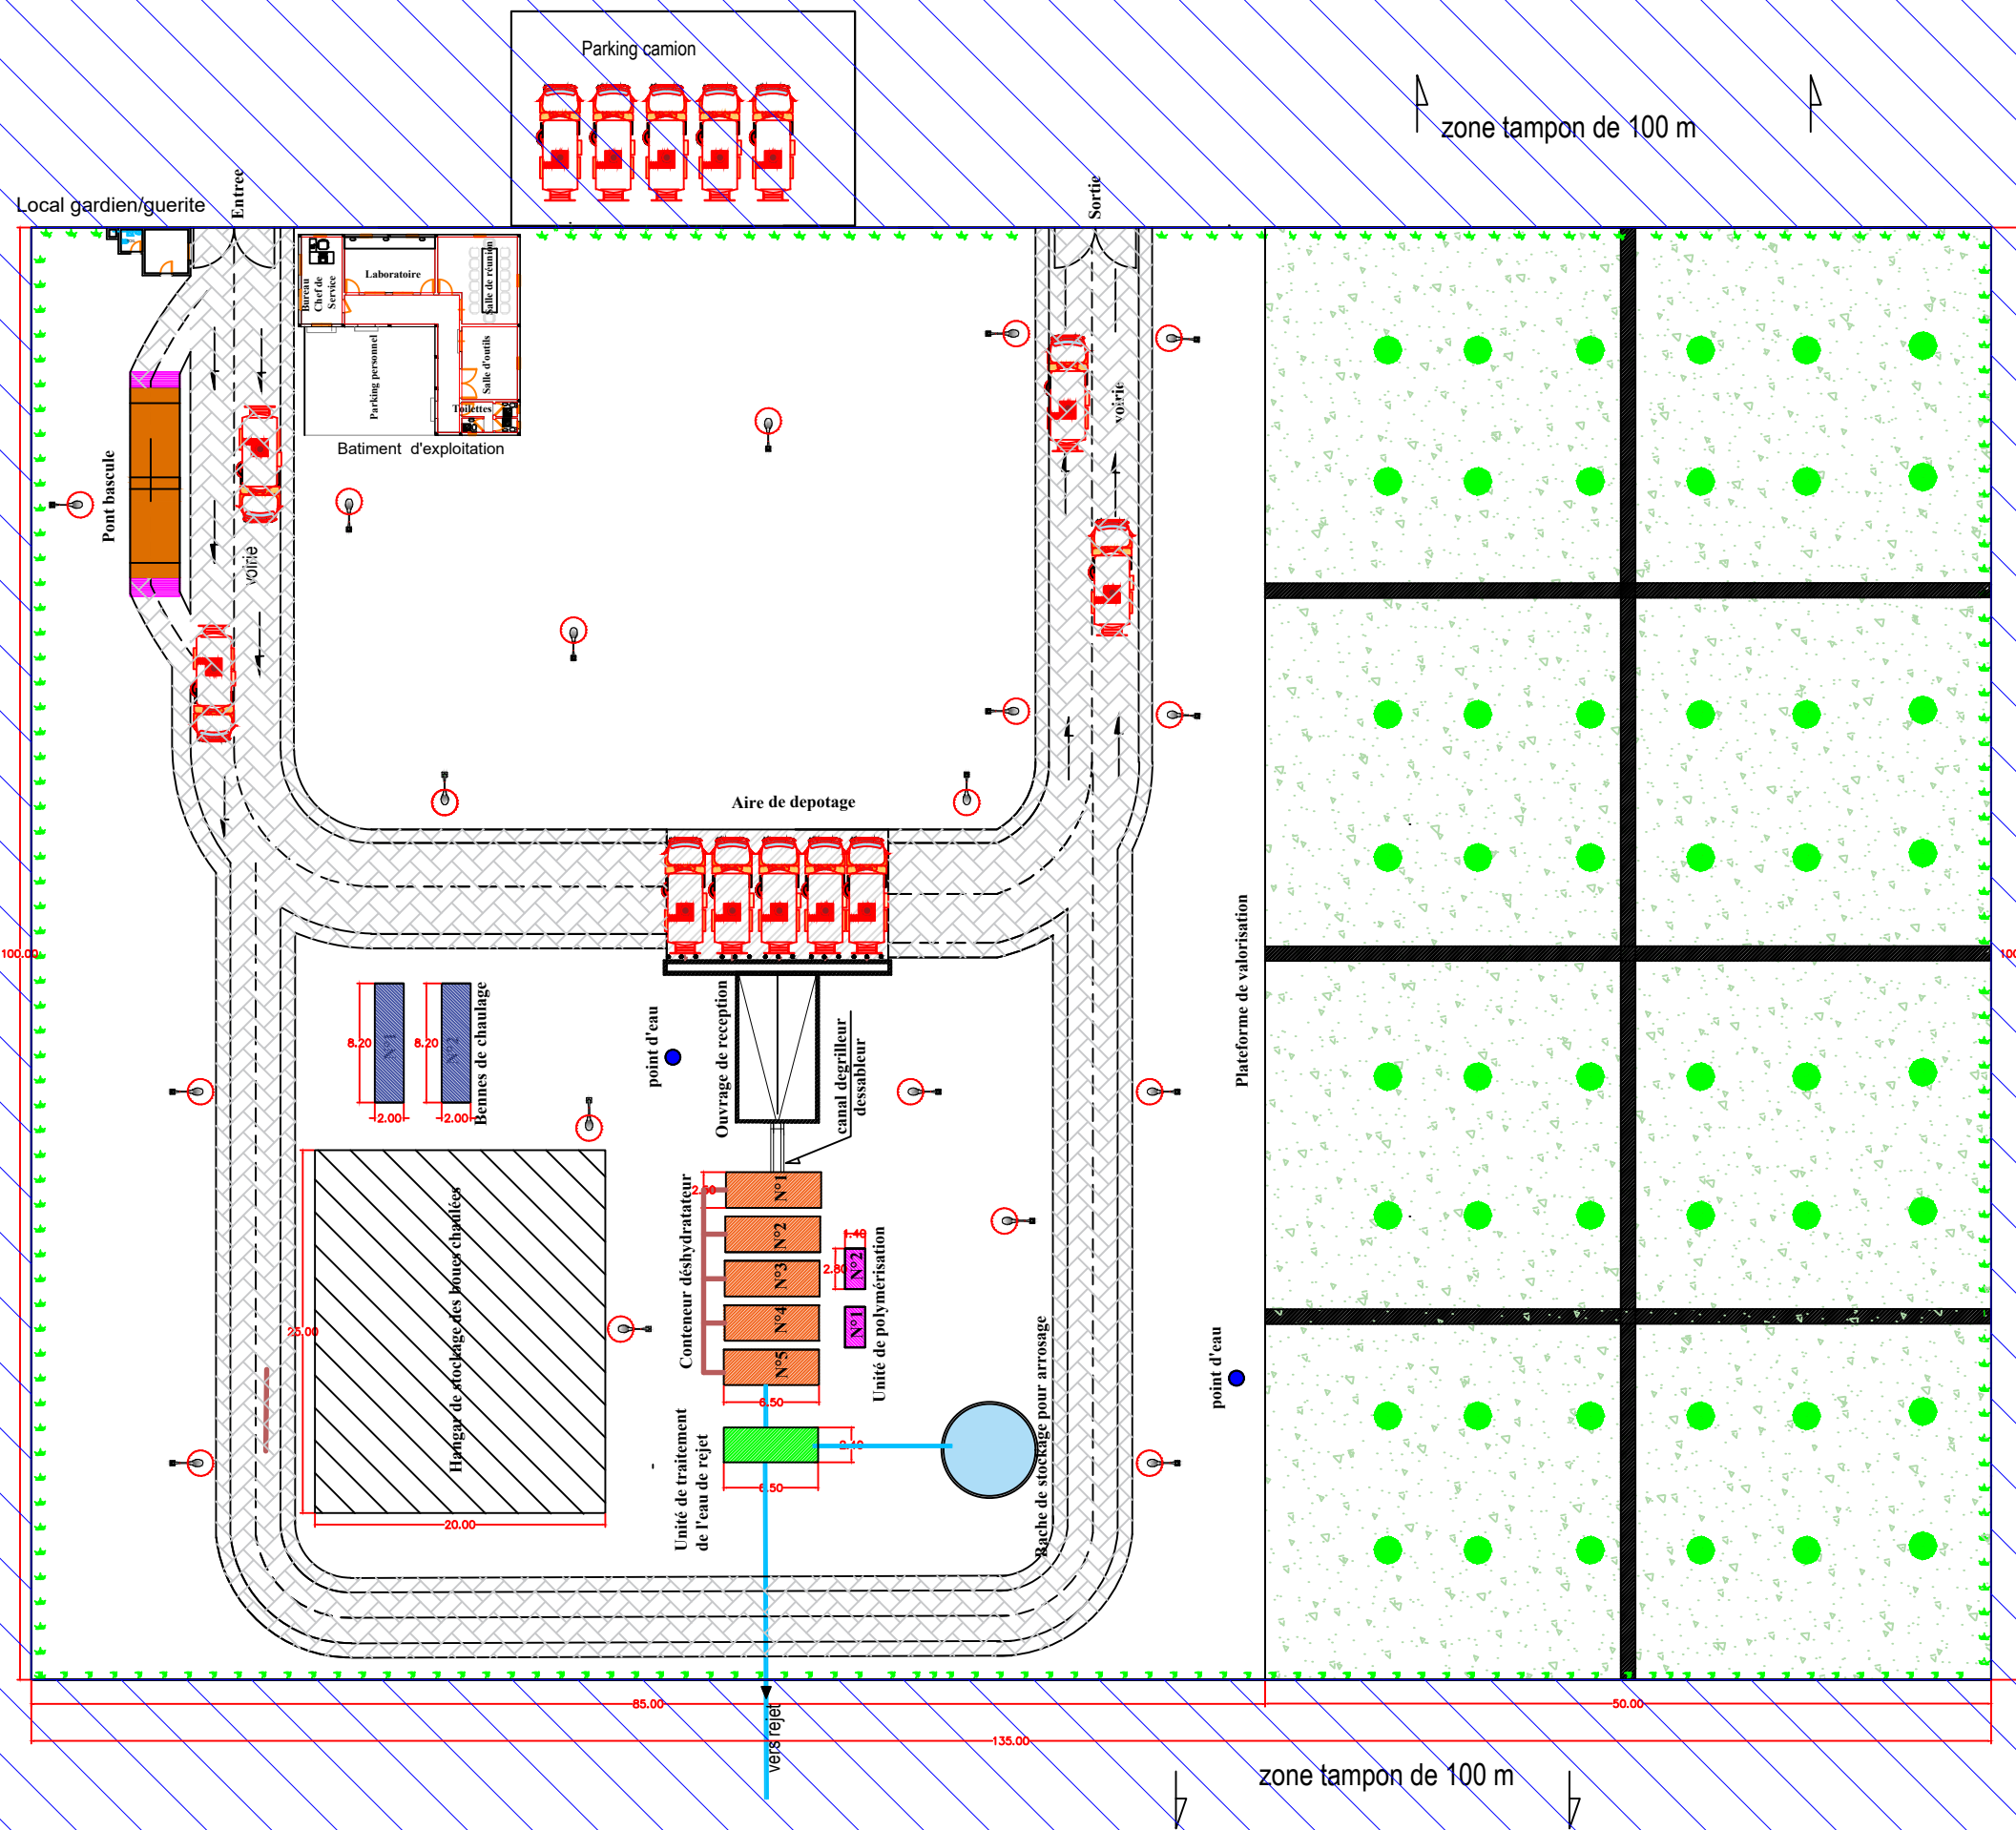 Parking camion
zone tampon de 100 m
Local gardien/guerite
Entree
Sortie
Bureau
Chef de
Service
Laboratoire
Salle de réunion
Parking personnel
Salle d'outils
Toilettes
Batiment d'exploitation
Pont bascule
voirie
voirie
Aire de depotage
100.00
100
Plateforme de valorisation
8.20
N°1
8.20
N°2
2.00
2.00
Bennes de chaulage
point d'eau
Ouvrage de reception
canal degrilleur
dessableur
Hangar de stockage des boues chaulées
25.00
20.00
Conteneur déshydratateur
2.60
N°1
N°2
N°3
N°4
N°5
6.50
1.40
2.80
N°2
N°1
Unité de polymérisation
Unité de traitement
de l'eau de rejet
2.40
6.50
Bache de stockage pour arrosage
point d'eau
85.00
50.00
135.00
vers rejet
zone tampon de 100 m